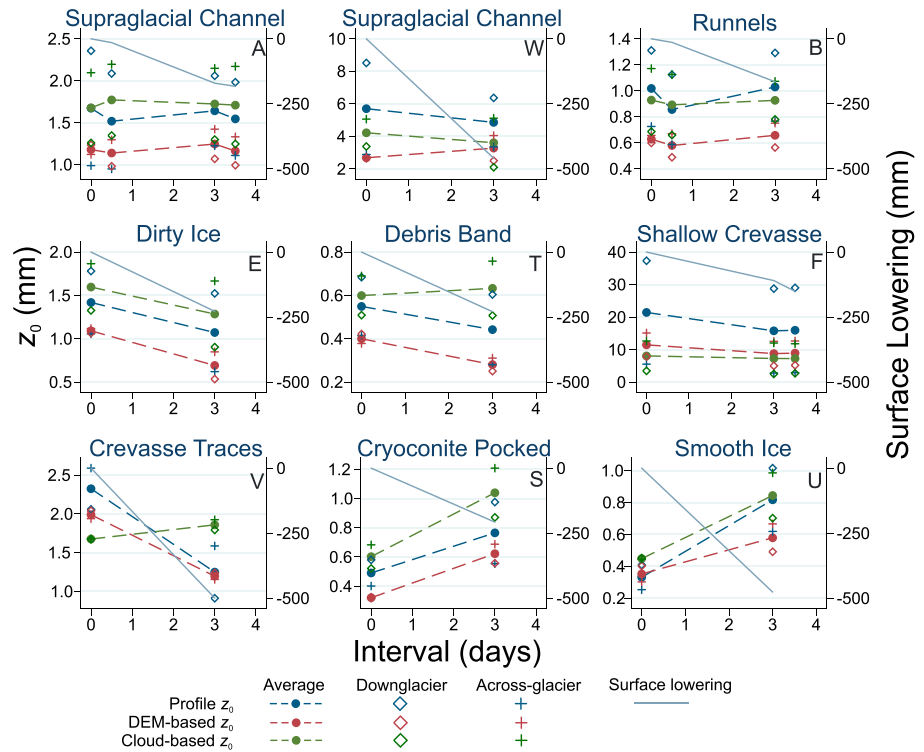 Supraglacial Channel Supraglacial Channel Runnels
2.5 0 A 10 0 W 1.4 0 B
2.0 8 1.2
-250 6 -250 1.0 -250
1.5 4 0.8
0.6
1.0 -500 2 -500 0.4 -500
0 1 2 3 4 0 1 2 3 4 0 1 2 3 4
Dirty Ice Debris Band Shallow Crevasse
2.0 0 E 0.8 0 T 40 0 F
1.5 0.6 30
-250 -250 20 -250
1.0 0.4 10
0.5 -500 0.2 -500 0 -500
0 1 2 3 4 0 1 2 3 4 0 1 2 3 4
Crevasse Traces Cryoconite Pocked Smooth Ice
2.5 0 V 1.2 0 S 1.0 0 U
2.0 1.0 0.8
-250 0.8 -250 0.6 -250
1.5 0.6 0.4
1.0 -500 0.4 -500 0.2 -500
0 1 2 3 4 0 1 2 3 4 0 1 2 3 4
z₀ (mm)
Surface Lowering (mm)
Interval (days)
Average Downglacier Across-glacier Surface lowering
Profile z₀
DEM-based z₀
Cloud-based z₀